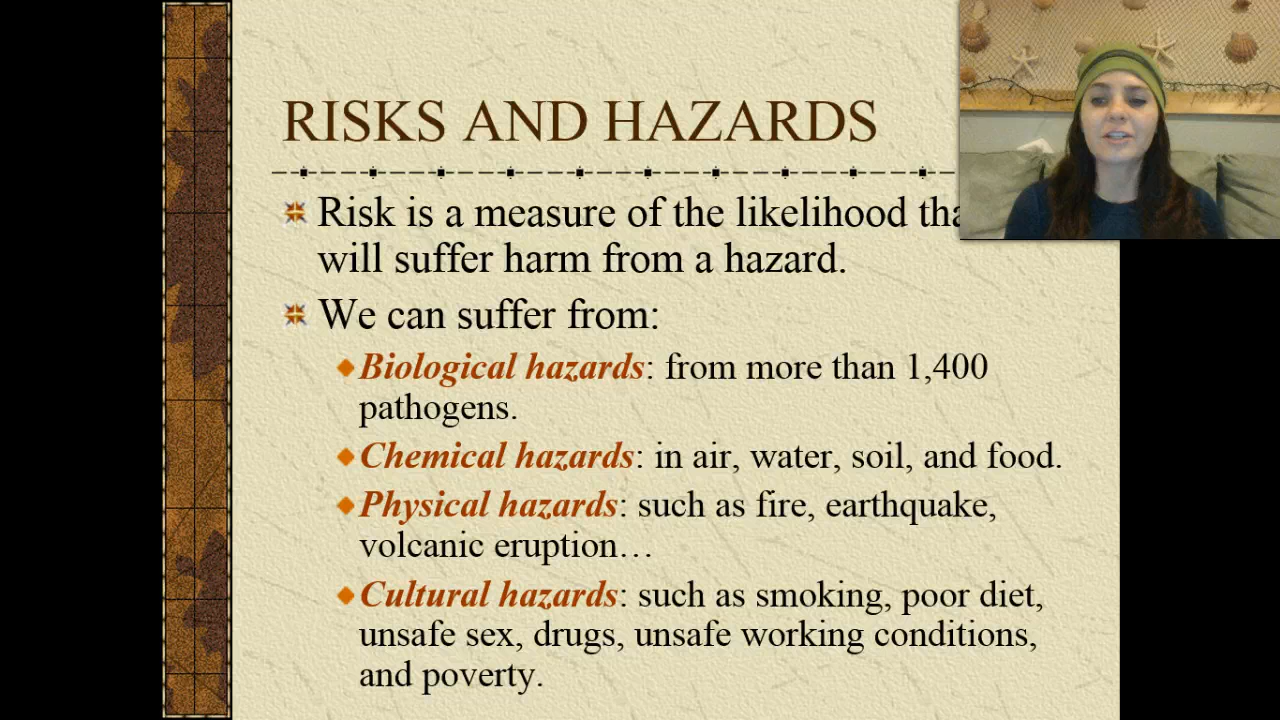 RISKS AND HAZARDS
Risk is a measure of the likelihood
will suffer harm from a hazard.
We can suffer from:
Biological hazards: from more than 1,400
pathogens.
Chemical hazards: in air, water, soil, and food.
Physical hazards: such as fire, earthquake,
volcanic eruption…
Cultural hazards: such as smoking, poor diet,
unsafe sex, drugs, unsafe working conditions,
and poverty.